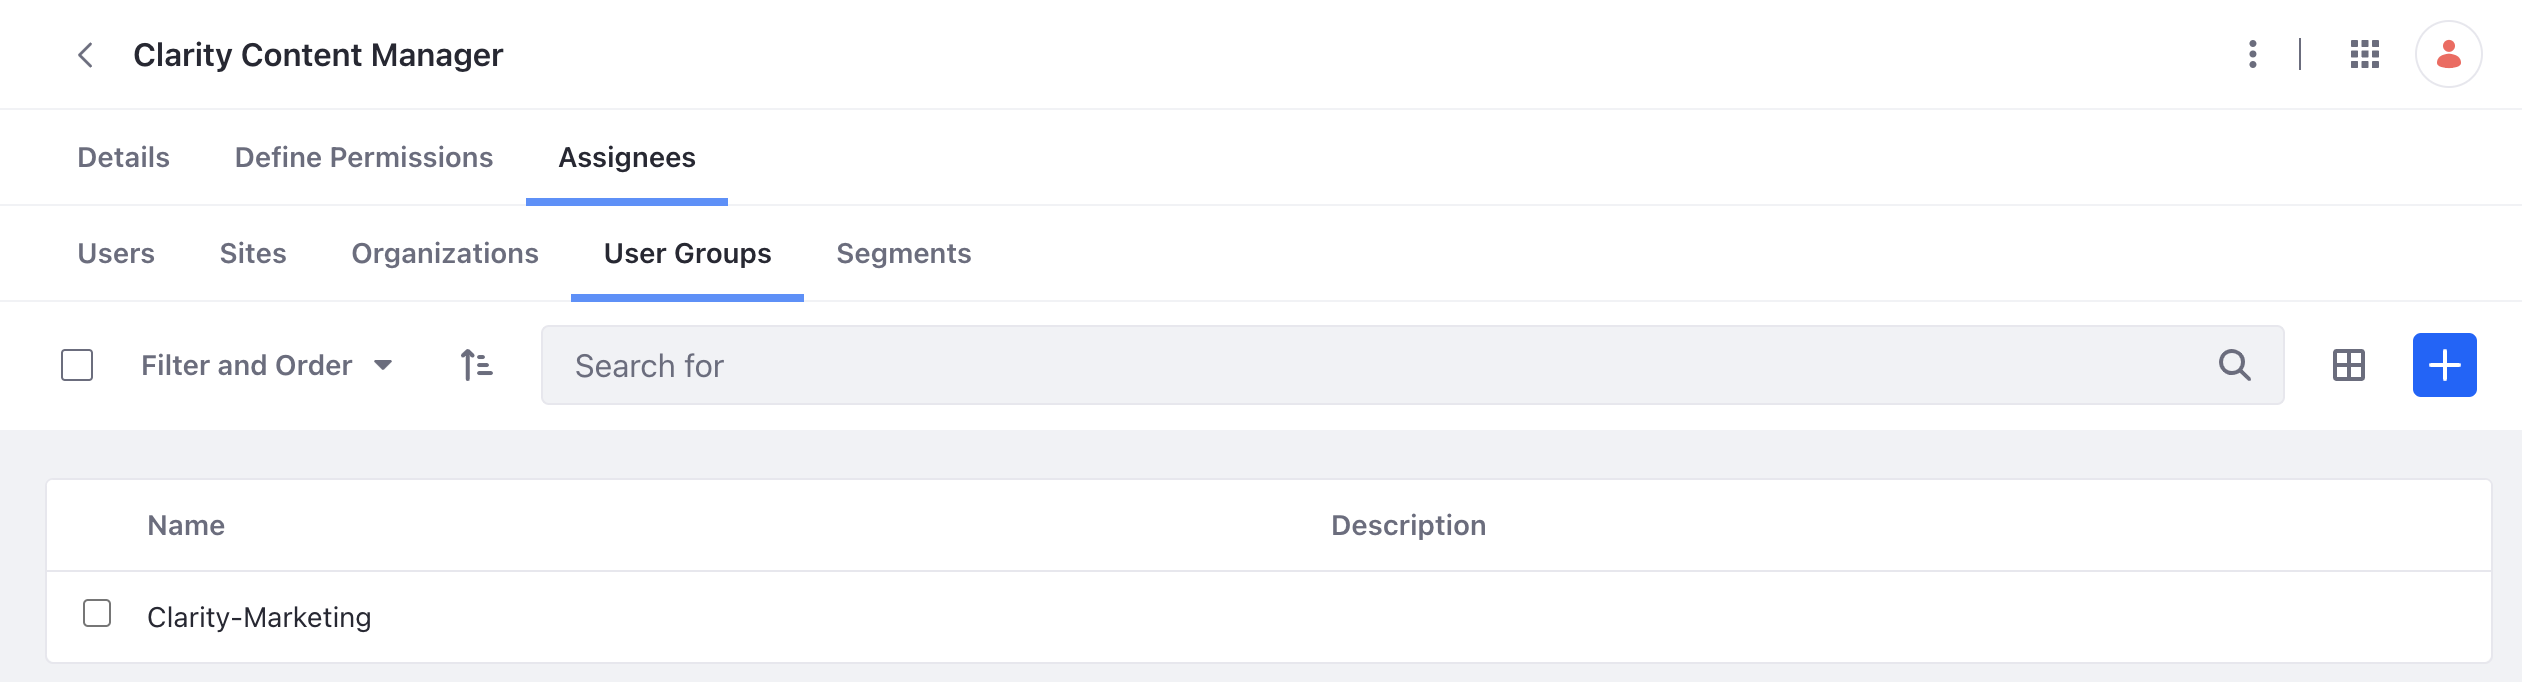 Clarity Content Manager
Details Define Permissions Assignees
Users Sites Organizations User Groups Segments
Filter and Order Search for
Name Description
Clarity-Marketing